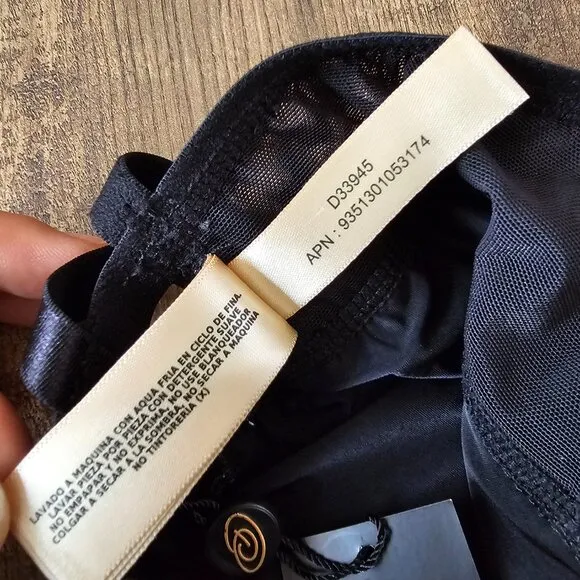 D33945
APN : 9351301053174
LAVADO A MAQUINA CON AQUA FRIA EN CICLO DE FINA
LAVAR PIEZA POR PIEZA CON DETERGENTE SUAVE
NO EMPAPAR Y NO EXPRIMA, NO USE BLANQUEADOR
COLGAR A SECAR A LA SOMBRA, NO SECAR A MAQUINA
NO TINTORERIA (X)